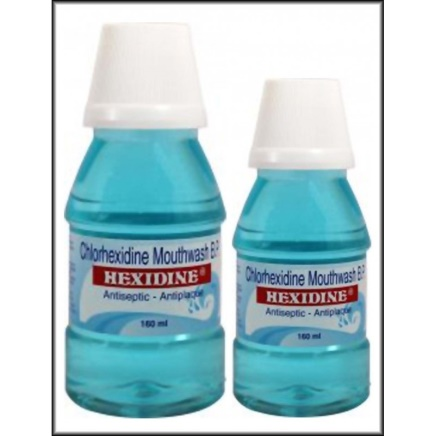 Chlorhexidine Mouthwash B.P.
HEXIDINE®
Antiseptic - Antiplaque
160 ml
Chlorhexidine Mouthwash B.P.
HEXIDINE®
Antiseptic - Antiplaque
160 ml